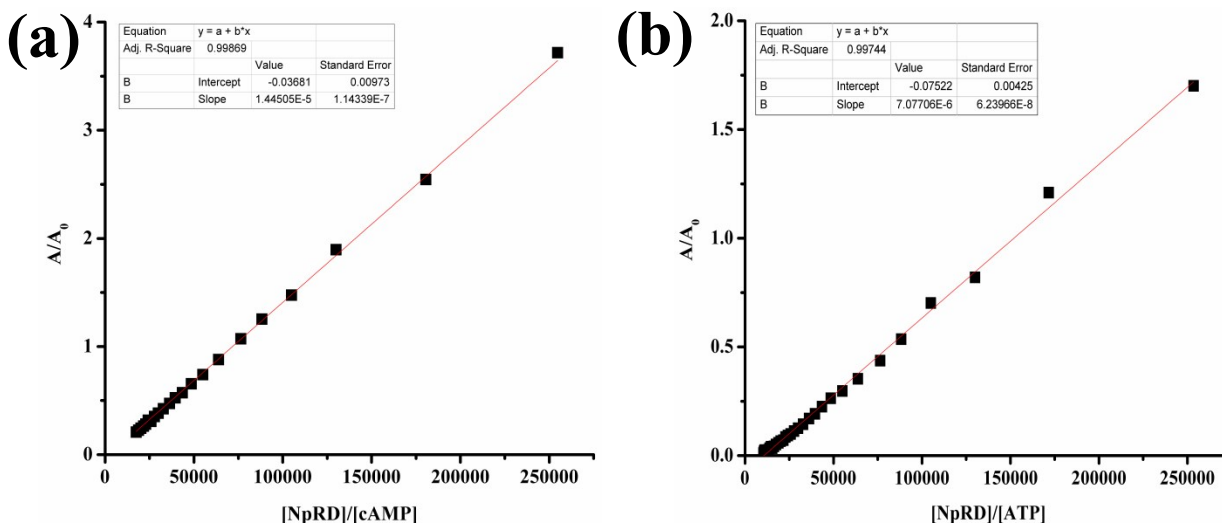 (a)
Equation y = a + b*x
Adj. R-Square 0.99869
Value Standard Error
B Intercept -0.03681 0.00973
B Slope 1.44505E-5 1.14339E-7
4
3
2
1
0
A/A0
0 50000 100000 150000 200000 250000
[NpRD]/[cAMP]
(b)
Equation y = a + b*x
Adj. R-Square 0.99744
Value Standard Error
B Intercept -0.07522 0.00425
B Slope 7.07706E-6 6.23966E-8
2.0
1.5
1.0
0.5
0.0
A/A0
0 50000 100000 150000 200000 250000
[NpRD]/[ATP]